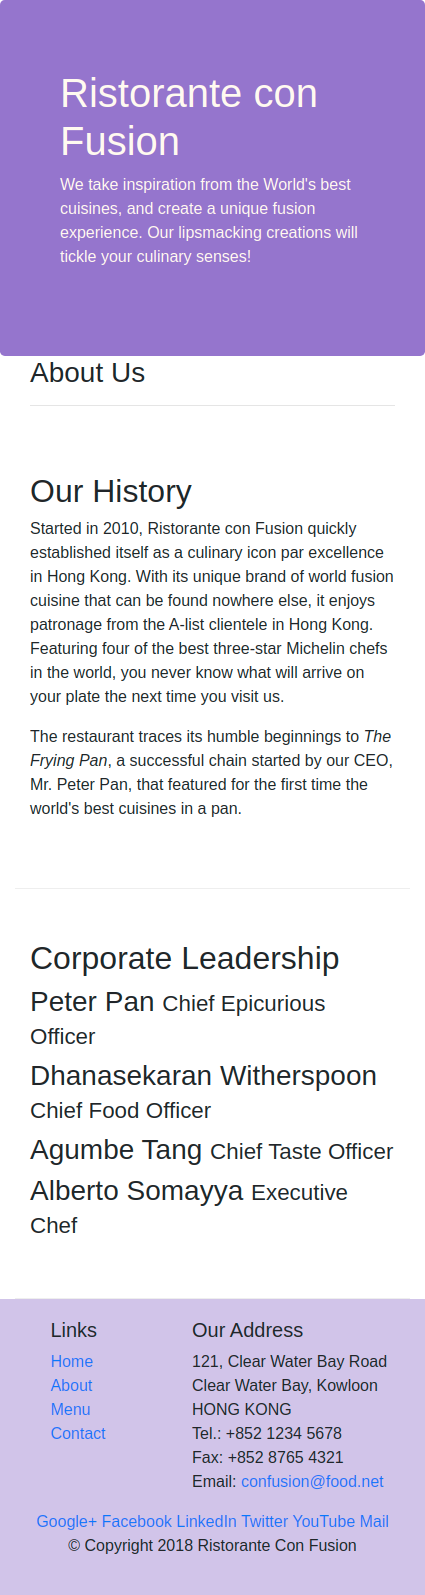 Ristorante con
Fusion
We take inspiration from the World's best
cuisines, and create a unique fusion
experience. Our lipsmacking creations will
tickle your culinary senses!
About Us
Our History
Started in 2010, Ristorante con Fusion quickly
established itself as a culinary icon par excellence
in Hong Kong. With its unique brand of world fusion
cuisine that can be found nowhere else, it enjoys
patronage from the A-list clientele in Hong Kong.
Featuring four of the best three-star Michelin chefs
in the world, you never know what will arrive on
your plate the next time you visit us.
The restaurant traces its humble beginnings to The
Frying Pan, a successful chain started by our CEO,
Mr. Peter Pan, that featured for the first time the
world's best cuisines in a pan.
Corporate Leadership
Peter Pan Chief Epicurious
Officer
Dhanasekaran Witherspoon
Chief Food Officer
Agumbe Tang Chief Taste Officer
Alberto Somayya Executive
Chef
Links
Home
About
Menu
Contact
Our Address
121, Clear Water Bay Road
Clear Water Bay, Kowloon
HONG KONG
Tel.: +852 1234 5678
Fax: +852 8765 4321
Email: confusion@food.net
Google+ Facebook LinkedIn Twitter YouTube Mail
© Copyright 2018 Ristorante Con Fusion